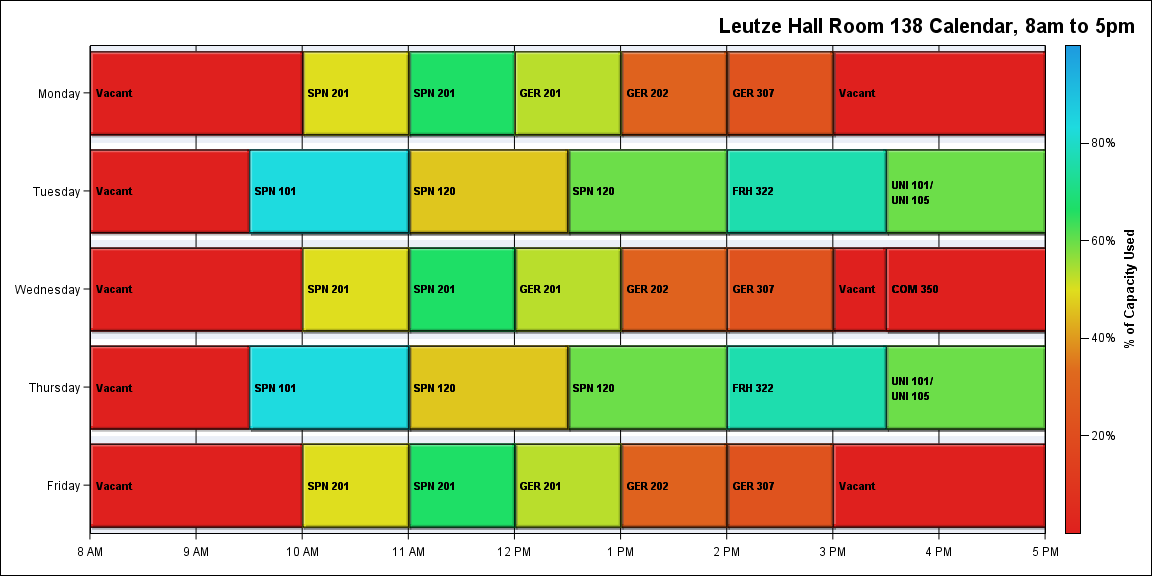 Leutze Hall Room 138 Calendar, 8am to 5pm
Monday
Vacant
SPN 201
SPN 201
GER 201
GER 202
GER 307
Vacant
Tuesday
Vacant
SPN 101
SPN 120
SPN 120
FRH 322
UNI 101/
UNI 105
Wednesday
Vacant
SPN 201
SPN 201
GER 201
GER 202
GER 307
Vacant
COM 350
Thursday
Vacant
SPN 101
SPN 120
SPN 120
FRH 322
UNI 101/
UNI 105
Friday
Vacant
SPN 201
SPN 201
GER 201
GER 202
GER 307
Vacant
8 AM
9 AM
10 AM
11 AM
12 PM
1 PM
2 PM
3 PM
4 PM
5 PM
80%
60%
40%
20%
% of Capacity Used